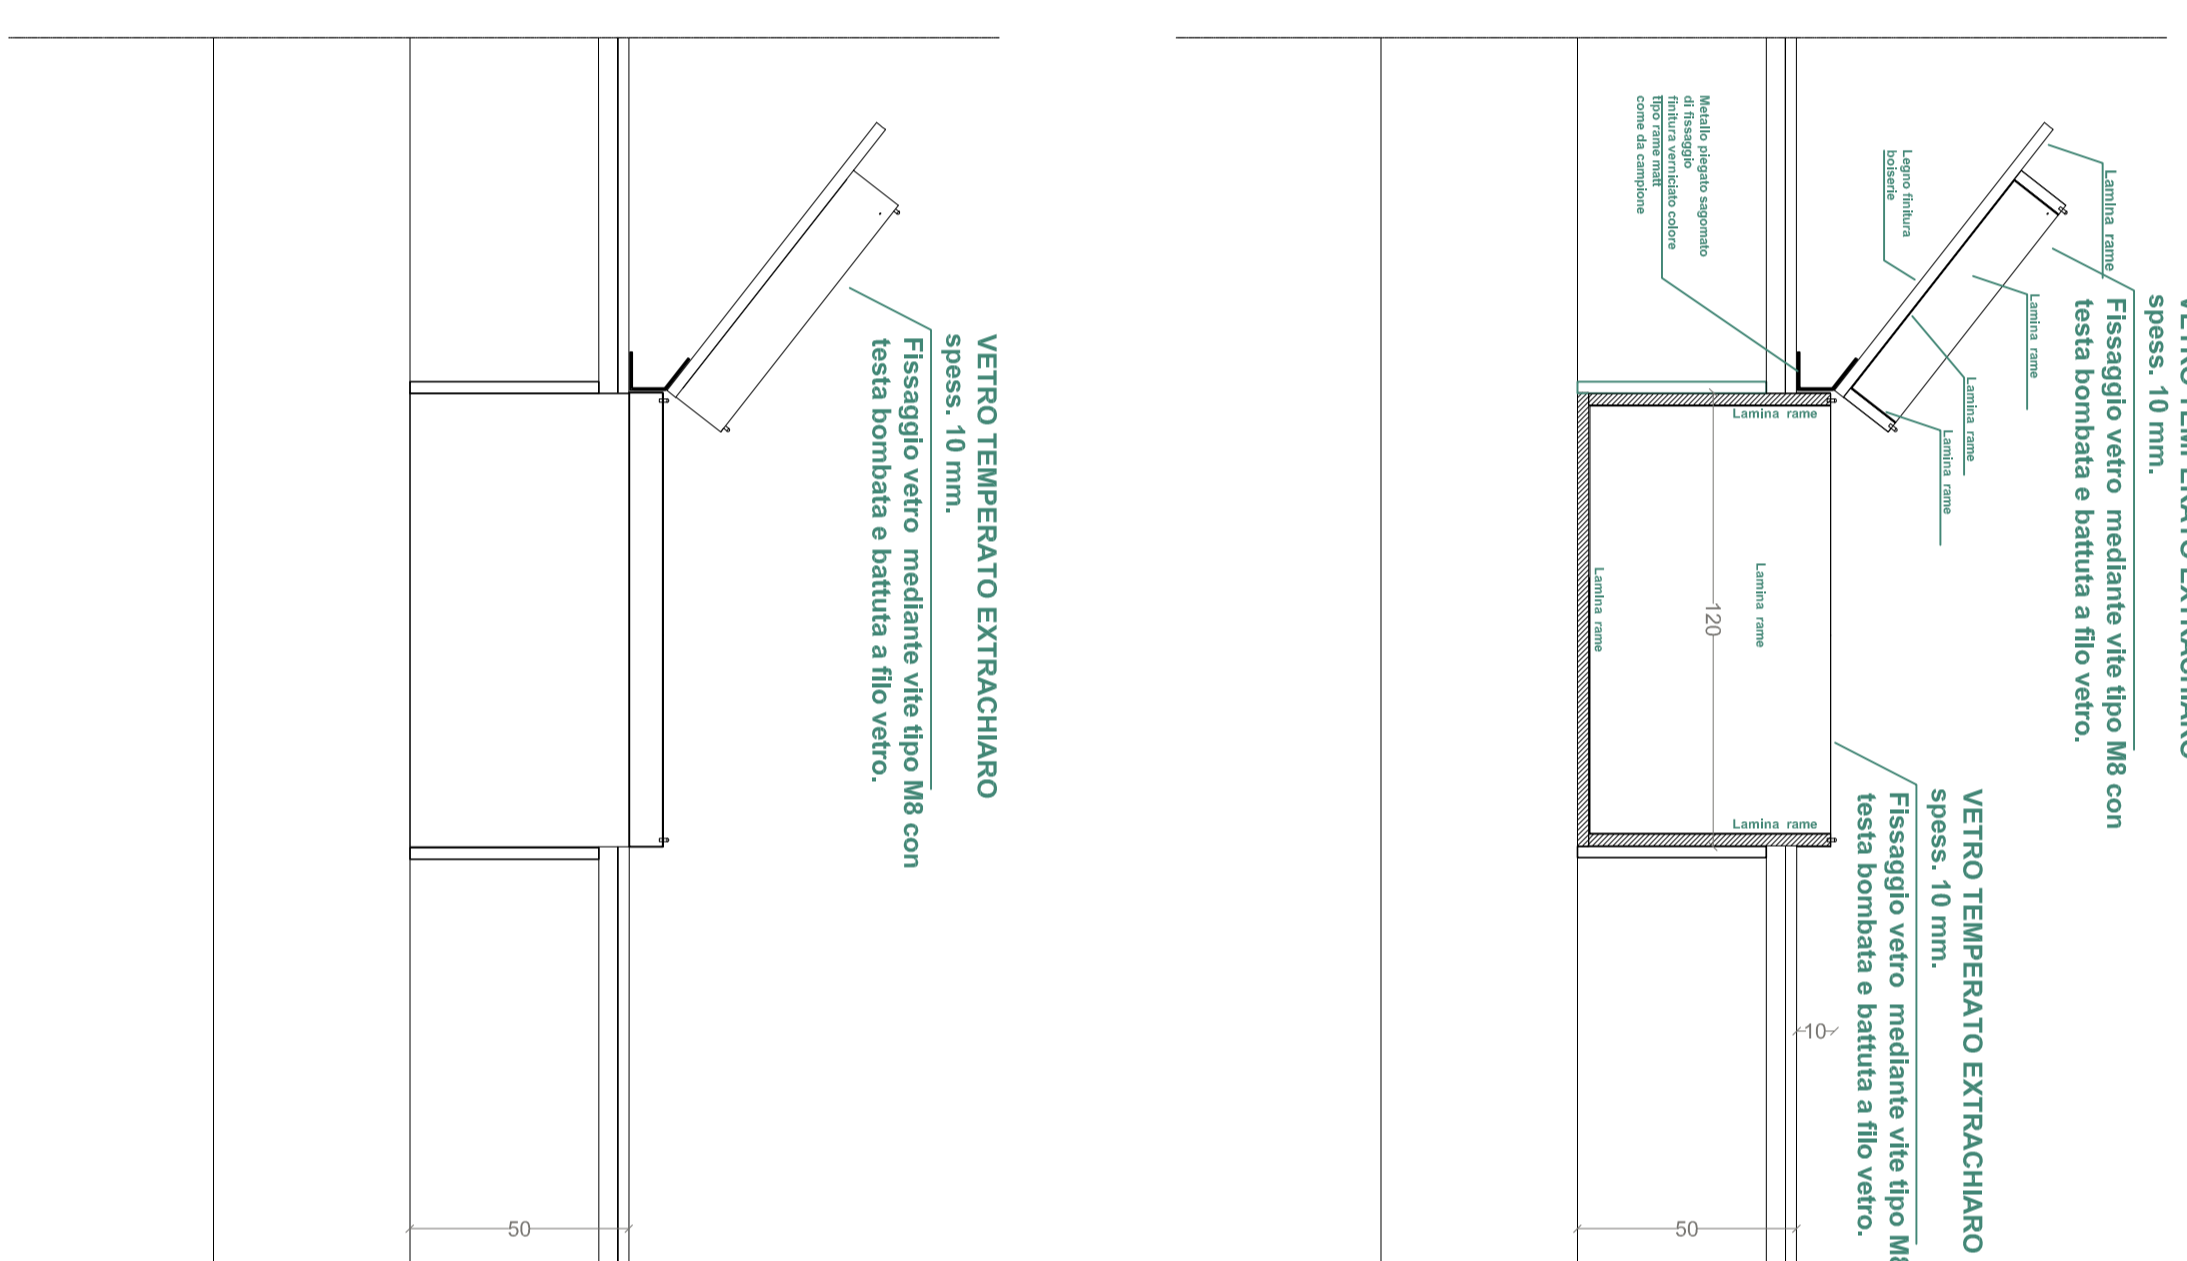 VETRO TEMPERATO EXTRACHIARO
spess. 10 mm.
Fissaggio vetro mediante vite tipo M8 con
testa bombata e battuta a filo vetro.
50
Metallo piegato sagomato
di fissaggio
finitura verniciato colore
tipo rame matt
come da campione
Legno finitura
boiserie
Lamina rame
Lamina rame
Lamina rame
Lamina rame
VETRO TEMPERATO EXTRACHIARO
spess. 10 mm.
Fissaggio vetro mediante vite tipo M8 con
testa bombata e battuta a filo vetro.
Lamina rame
Lamina rame
Lamina rame
120
Lamina rame
VETRO TEMPERATO EXTRACHIARO
spess. 10 mm.
Fissaggio vetro mediante vite tipo M8
testa bombata e battuta a filo vetro.
10
50